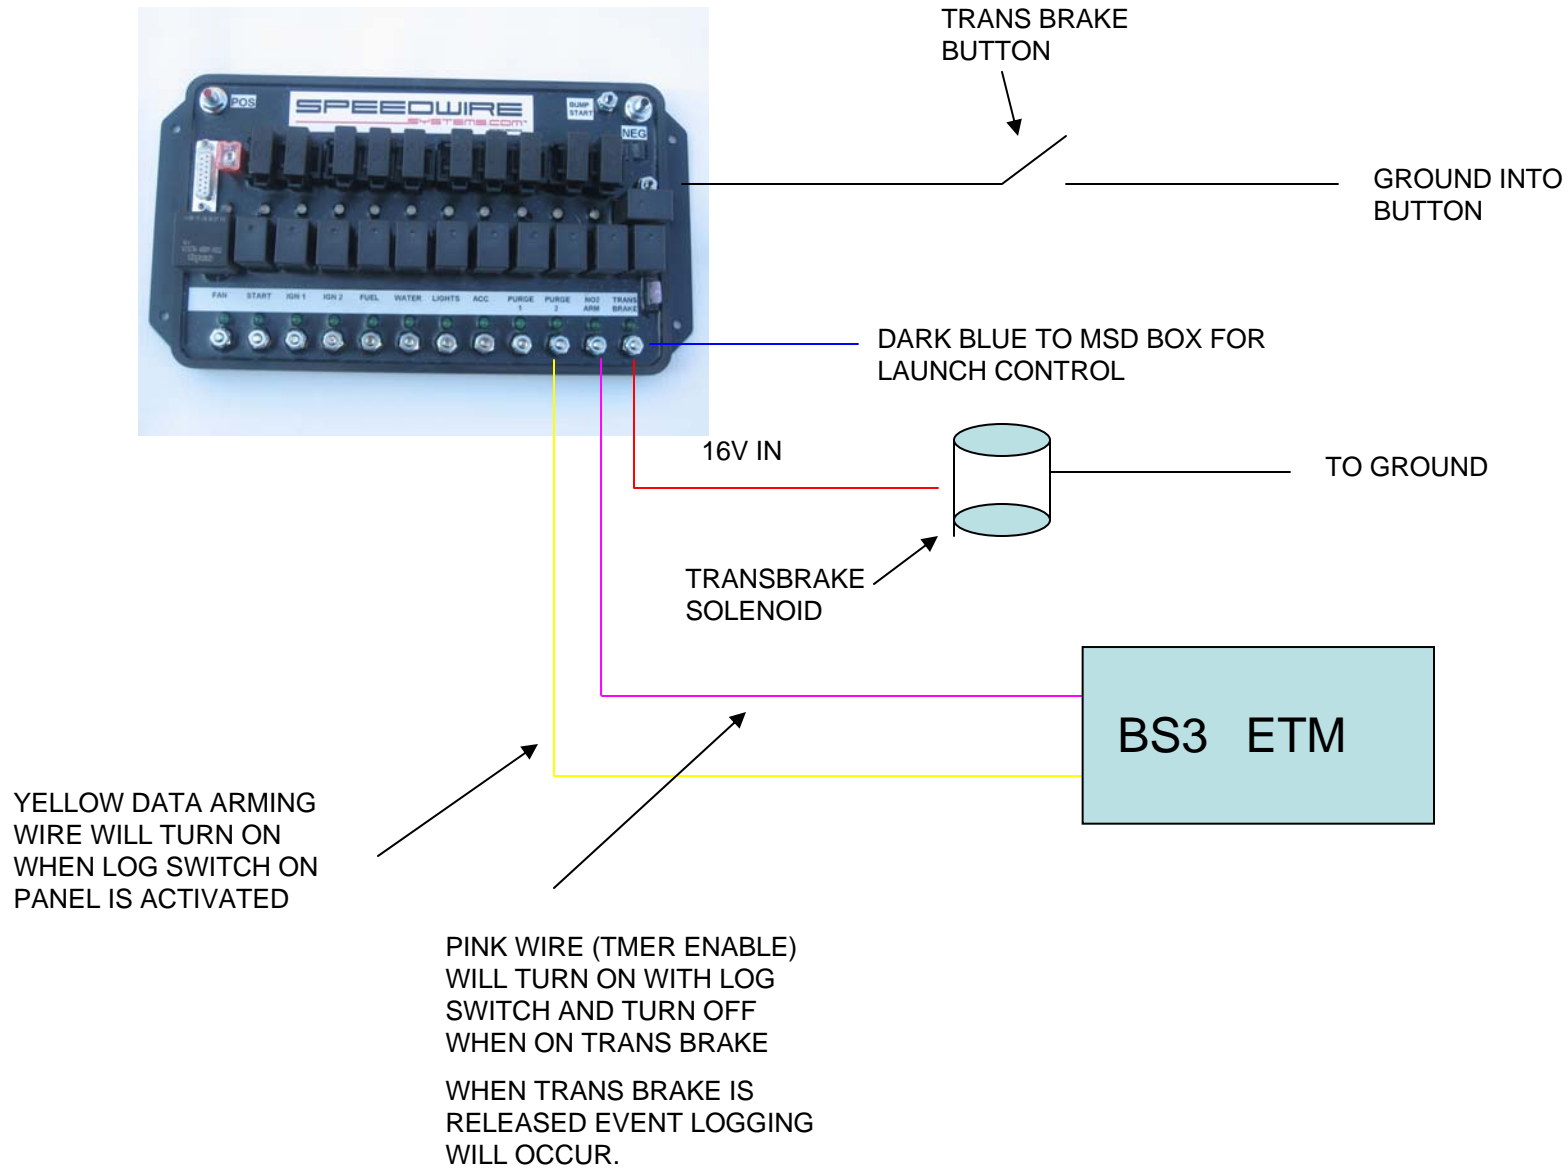 TRANS BRAKE
BUTTON
POS
SPEEDWIRE
SYSTEMS.COM
BUMP
START
NEG
GROUND INTO
BUTTON
FAN START IGN 1 IGN 2 FUEL WATER LIGHTS ACC PURGE 1 PURGE 2 NO2 ARM TRANS BRAKE
DARK BLUE TO MSD BOX FOR
LAUNCH CONTROL
16V IN
TO GROUND
TRANSBRAKE
SOLENOID
BS3 ETM
YELLOW DATA ARMING
WIRE WILL TURN ON
WHEN LOG SWITCH ON
PANEL IS ACTIVATED
PINK WIRE (TMER ENABLE)
WILL TURN ON WITH LOG
SWITCH AND TURN OFF
WHEN ON TRANS BRAKE
WHEN TRANS BRAKE IS
RELEASED EVENT LOGGING
WILL OCCUR.